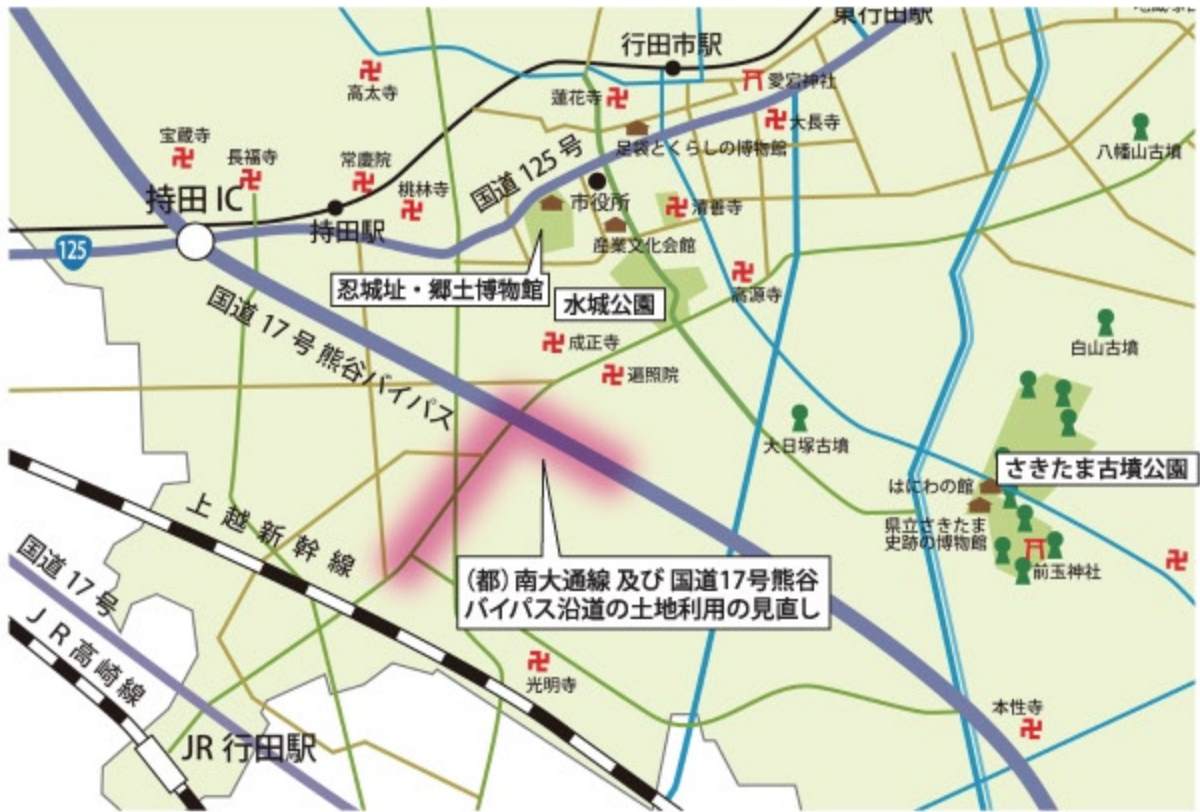 東行田駅
行田市駅
愛宕神社
高太寺
蓮花寺
大長寺
宝蔵寺
足袋とくらしの博物館
八幡山古墳
長福寺
常慶院
国道125号
持田 IC
桃林寺
市役所
清善寺
持田駅
産業文化会館
125
忍城址・郷土博物館
水城公園
高源寺
国道 17 号 熊谷バイパス
成正寺
白山古墳
遍照院
大日塚古墳
さきたま古墳公園
はにわの館
上越新幹線
県立さきたま
史跡の博物館
国道 17 号
(都) 南大通線 及び 国道17号熊谷
バイパス沿道の土地利用の見直し
前玉神社
JR高崎線
光明寺
本性寺
JR 行田駅